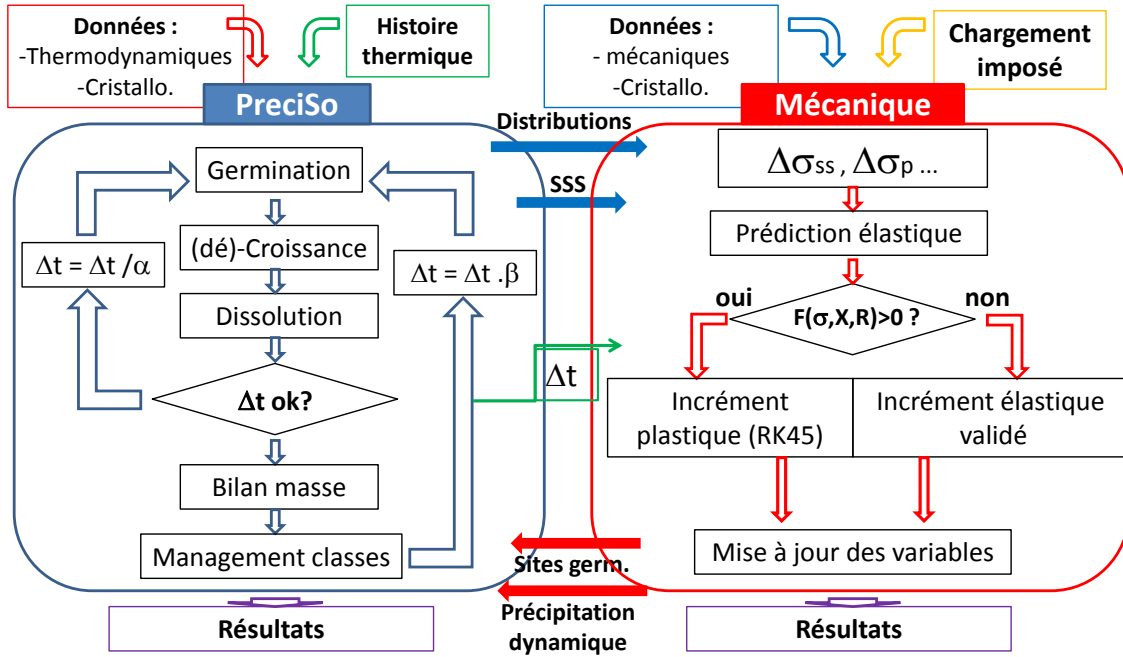 Données :
-Thermodynamiques
-Cristallo.
Histoire
thermique
Données :
- mécaniques
-Cristallo.
Chargement
imposé
PreciSo
Mécanique
Distributions
SSS
Germination
(dé)-Croissance
Dissolution
Δt ok?
Bilan masse
Management classes
Δt = Δt /α
Δt = Δt .β
Δt
Δσss , Δσp ...
Prédiction élastique
oui
non
F(σ,X,R)>0 ?
Incrément
plastique (RK45)
Incrément élastique
validé
Mise à jour des variables
Sites germ.
Précipitation
dynamique
Résultats
Résultats